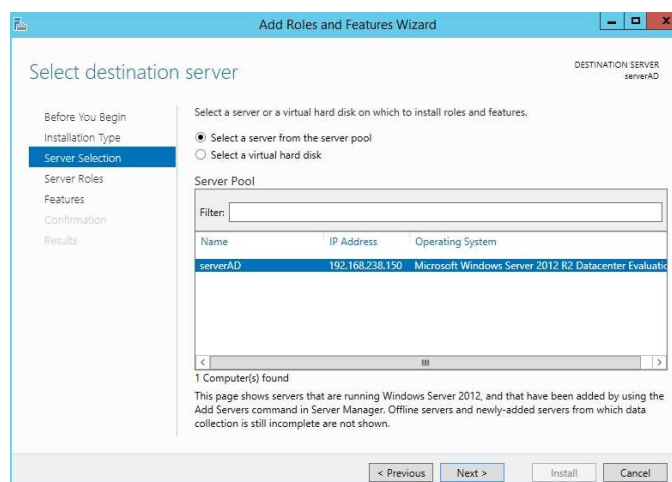 Add Roles and Features Wizard
Select destination server
DESTINATION SERVER
serverAD
Before You Begin
Installation Type
Server Selection
Server Roles
Features
Confirmation
Results
Select a server or a virtual hard disk on which to install roles and features.
Select a server from the server pool
Select a virtual hard disk
Server Pool
Filter:
Name IP Address Operating System
serverAD 192.168.238.150 Microsoft Windows Server 2012 R2 Datacenter Evaluatio
1 Computer(s) found
This page shows servers that are running Windows Server 2012, and that have been added by using the
Add Servers command in Server Manager. Offline servers and newly-added servers from which data
collection is still incomplete are not shown.
< Previous Next > Install Cancel